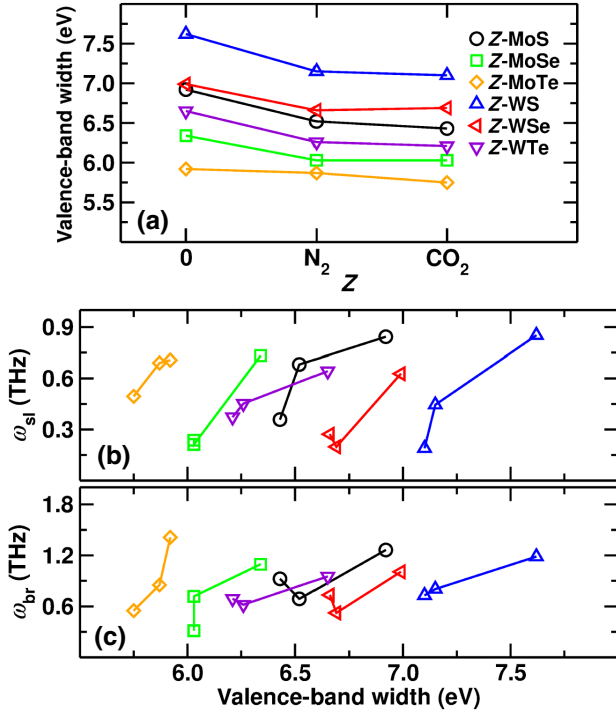 Valence-band width (eV)
7.5
7.0
6.5
6.0
5.5
Z-MoS
Z-MoSe
Z-MoTe
Z-WS
Z-WSe
Z-WTe
(a)
0 N₂ CO₂
Z
ω_sl (THz)
0.9
0.6
0.3
(b)
ω_br (THz)
1.8
1.2
0.6
(c)
6.0 6.5 7.0 7.5
Valence-band width (eV)